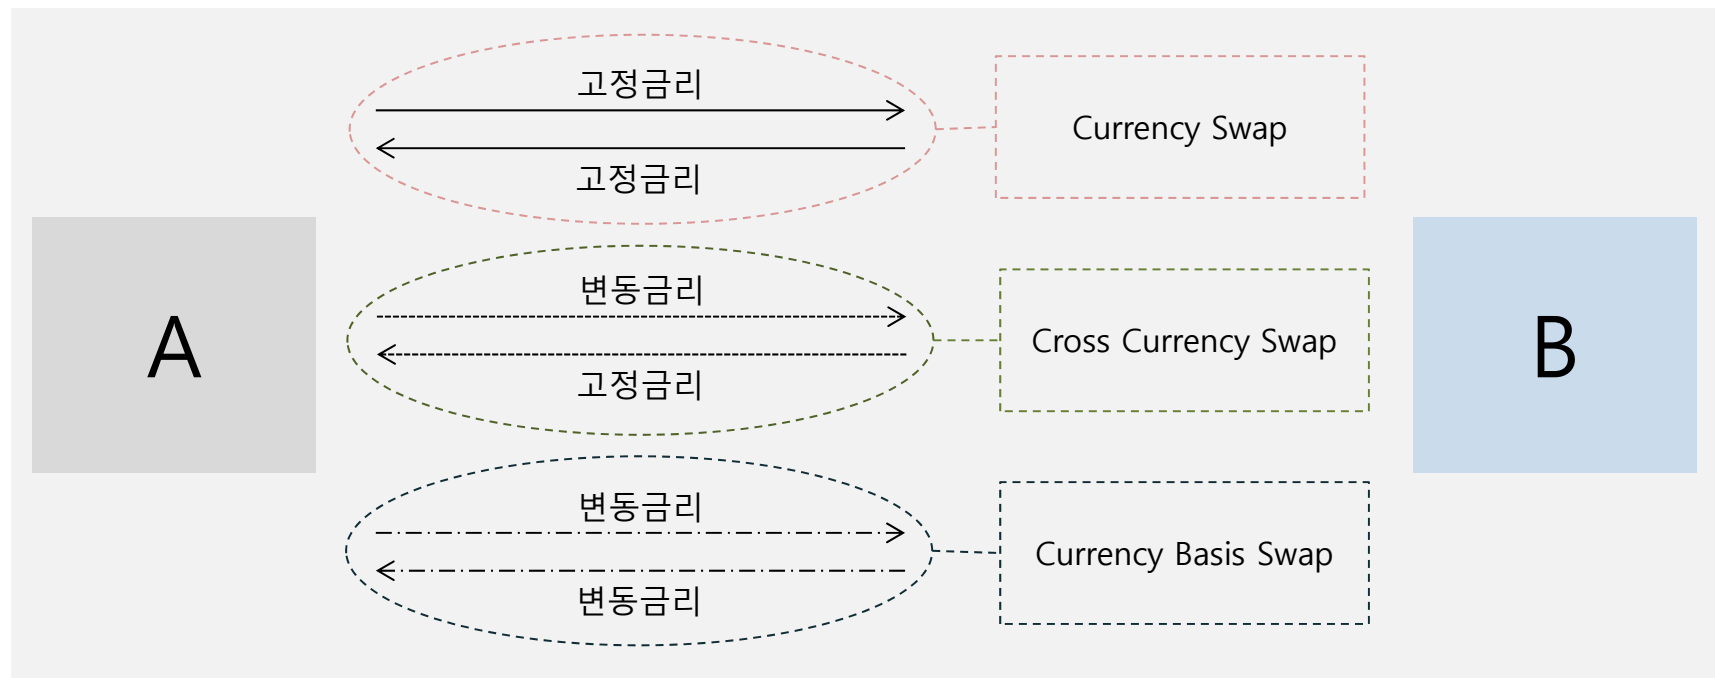 고정금리
고정금리
Currency Swap
A
변동금리
고정금리
Cross Currency Swap
B
변동금리
변동금리
Currency Basis Swap